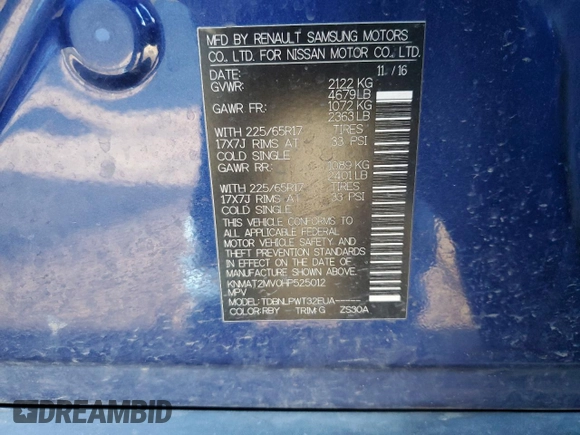 MFD BY RENAULT SAMSUNG MOTORS
CO., LTD. FOR NISSAN MOTOR CO., LTD.
DATE: 11 / 16
GVWR: 2122 KG
4679 LB
GAWR FR: 1072 KG
2363 LB
WITH 225/65R17 TIRES
17X7J RIMS AT 33 PSI
COLD SINGLE
GAWR RR: 1089 KG
2401 LB
WITH 225/65R17 TIRES
17X7J RIMS AT 33 PSI
COLD SINGLE
THIS VEHICLE CONFORMS TO
ALL APPLICABLE FEDERAL
MOTOR VEHICLE SAFETY AND
THEFT PREVENTION STANDARDS
IN EFFECT ON THE DATE OF
MANUFACTURE SHOWN ABOVE.
KNMAT2MV0HP525012
MPV
MODEL: TDBNLPWT32EUA-----
COLOR:RBY TRIM:G ZS30A
DREAMBID